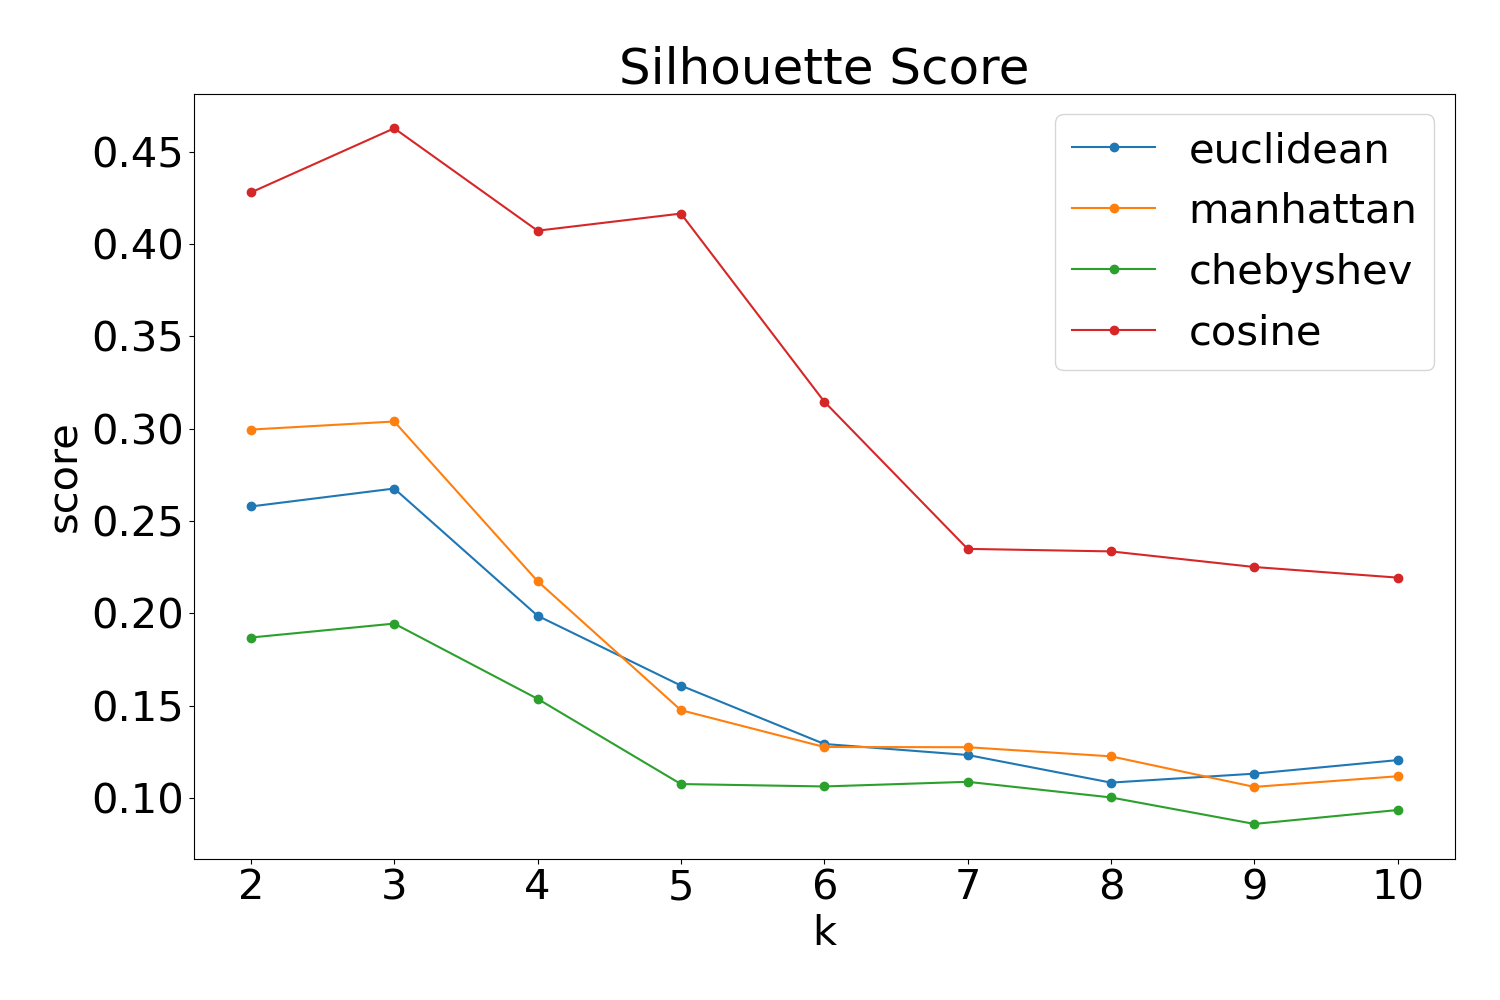 Silhouette Score
euclidean
manhattan
chebyshev
cosine
score
0.45
0.40
0.35
0.30
0.25
0.20
0.15
0.10
2 3 4 5 6 7 8 9 10
k